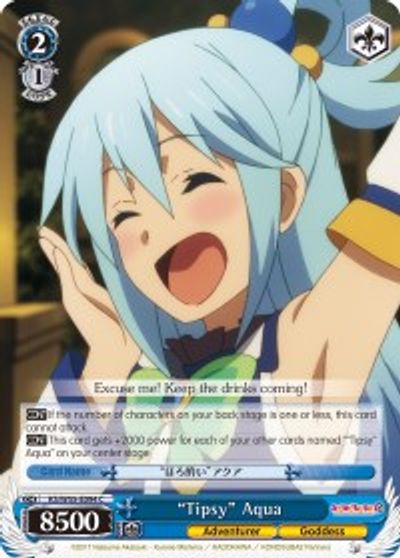 2
1
Excuse me! Keep the drinks coming!
If the number of characters on your back stage is one or less, this card
cannot attack.
This card gets +2000 power for each of your other cards named "“Tipsy”
Aqua” on your center stage.
Card Name
“ほろ酔い” アクア
8500
“Tipsy” Aqua
Adventurer
Goddess